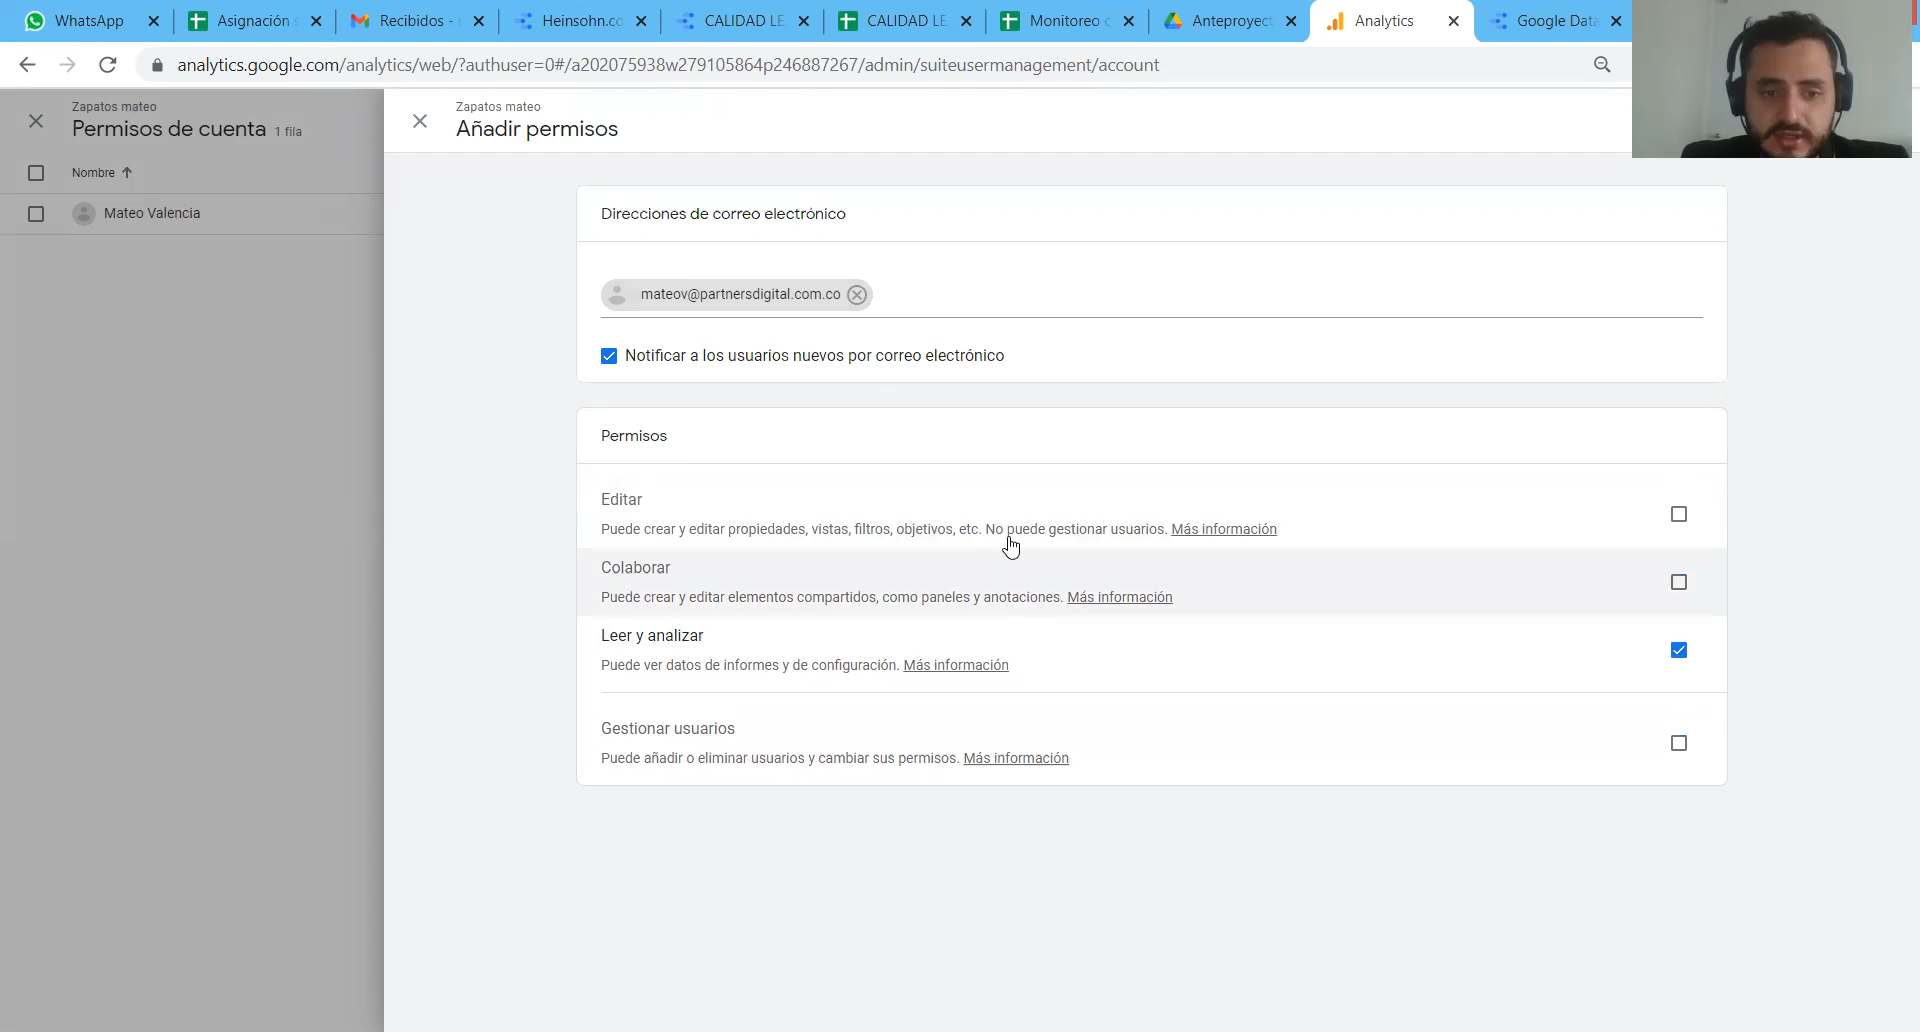 WhatsApp
Asignación s
Recibidos -
Heinsohn.co
CALIDAD LE
CALIDAD LE
Monitoreo
Anteproyect
Analytics
Google Data
analytics.google.com/analytics/web/?authuser=0#/a202075938w279105864p246887267/admin/suiteusermanagement/account
Zapatos mateo
Permisos de cuenta 1 fila
Nombre
Mateo Valencia
Zapatos mateo
Añadir permisos
Direcciones de correo electrónico
mateov@partnersdigital.com.co
Notificar a los usuarios nuevos por correo electrónico
Permisos
Editar
Puede crear y editar propiedades, vistas, filtros, objetivos, etc. No puede gestionar usuarios. Más información
Colaborar
Puede crear y editar elementos compartidos, como paneles y anotaciones. Más información
Leer y analizar
Puede ver datos de informes y de configuración. Más información
Gestionar usuarios
Puede añadir o eliminar usuarios y cambiar sus permisos. Más información